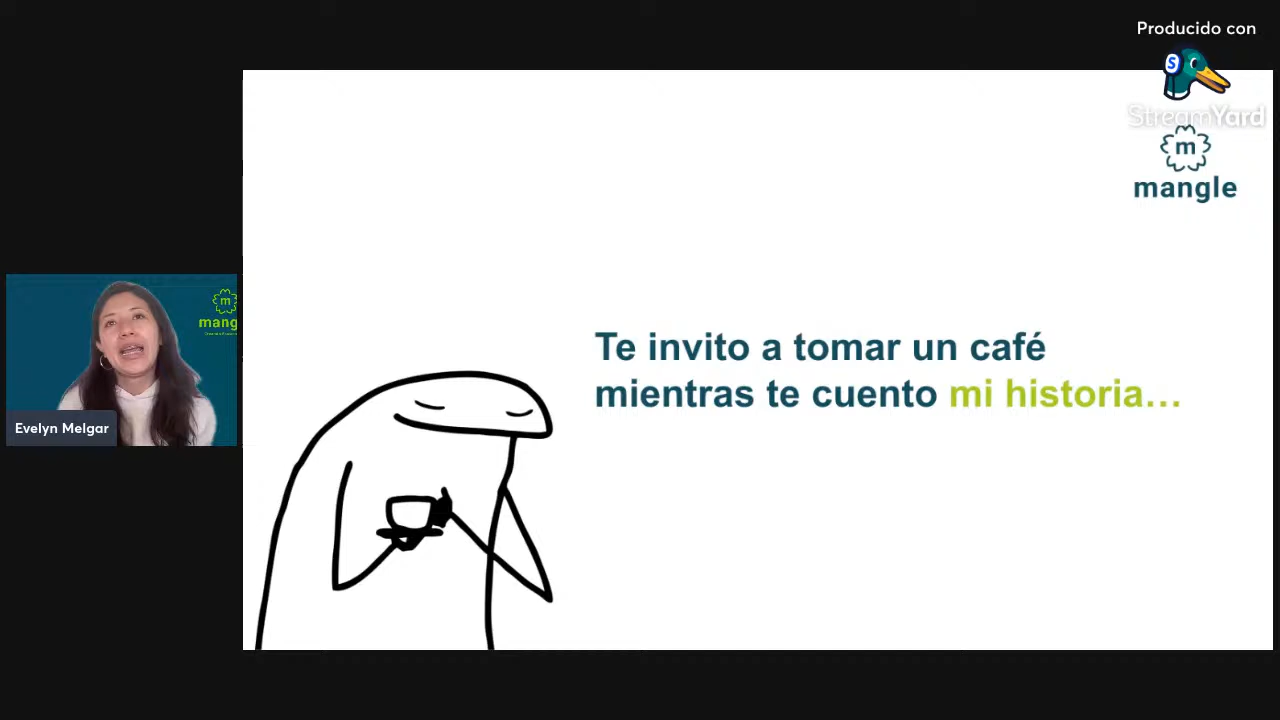 Producido con
S
StreamYard
m
mangle
Te invito a tomar un café
mientras te cuento mi historia...
m
mang
Evelyn Melgar